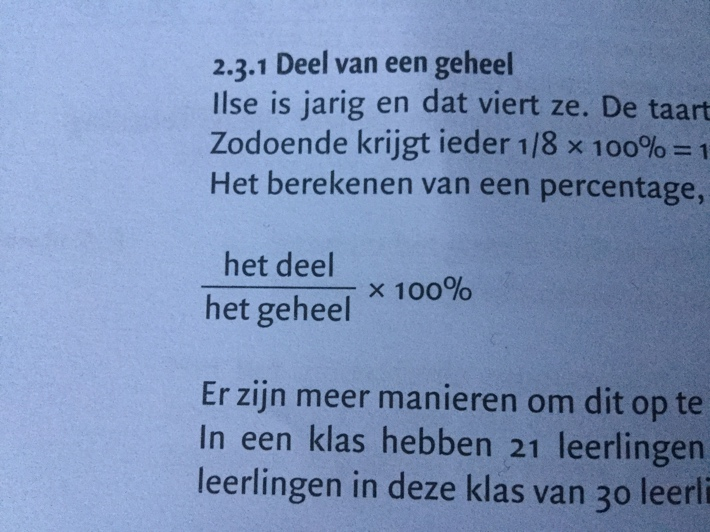 2.3.1 Deel van een geheel
Ilse is jarig en dat viert ze. De taart
Zodoende krijgt ieder 1/8 × 100% = 1
Het berekenen van een percentage,
het deel
het geheel
× 100%
Er zijn meer manieren om dit op te
In een klas hebben 21 leerlingen
leerlingen in deze klas van 30 leerli